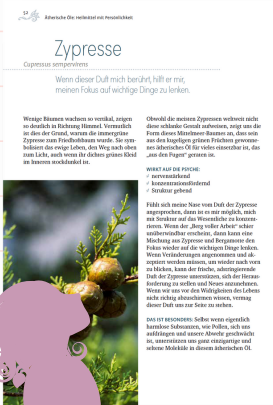 52
Ätherische Öle: Heilmittel mit Persönlichkeit
Zypresse
Cupressus sempervirens
Wenn dieser Duft mich berührt, hilft er mir,
meinen Fokus auf wichtige Dinge zu lenken.
Wenige Bäumen wachsen so vertikal, zeigen
so deutlich in Richtung Himmel. Vermutlich
ist dies der Grund, warum die immergrüne
Zypresse zum Friedhofsbaum wurde. Sie sym-
bolisiert das ewige Leben, den Weg nach oben
zum Licht, auch wenn ihr dichtes grünes Kleid
im Inneren stockdunkel ist.
Obwohl die meisten Zypressen weltweit nicht
diese schlanke Gestalt aufweisen, zeigt uns die
Form dieses Mittelmeer-Baumes an, dass sein
aus den kugeligen grünen Früchten gewonne-
nes ätherisches Öl für vieles einsetzbar ist, das
„aus den Fugen“ geraten ist.
WIRKT AUF DIE PSYCHE:
✓ nervenstärkend
✓ konzentrationsfördernd
✓ Struktur gebend
Fühlt sich meine Nase vom Duft der Zypresse
angesprochen, dann ist es mir möglich, mich
mit Struktur auf das Wesentliche zu konzen-
trieren. Wenn der „Berg voller Arbeit“ schier
unüberwindbar erscheint, dann kann eine
Mischung aus Zypresse und Bergamotte den
Fokus wieder auf die wichtigen Dinge lenken.
Wenn Veränderungen angenommen und ak-
zeptiert werden müssen, um wieder nach vorn
zu blicken, kann der frische, adstringierende
Duft der Zypresse unterstützen, sich der Heraus-
forderung zu stellen und Neues anzunehmen.
Wenn wir uns vor den Widrigkeiten des Lebens
nicht richtig abzuschirmen wissen, vermag
dieser Duft uns zur Seite zu stehen.
DAS IST BESONDERS: Selbst wenn eigentlich
harmlose Substanzen, wie Pollen, sich uns
aufdrängen und unsere Abwehr geschwächt
ist, unterstützen uns ganz einzigartige und
seltene Moleküle in diesem ätherischen Öl.